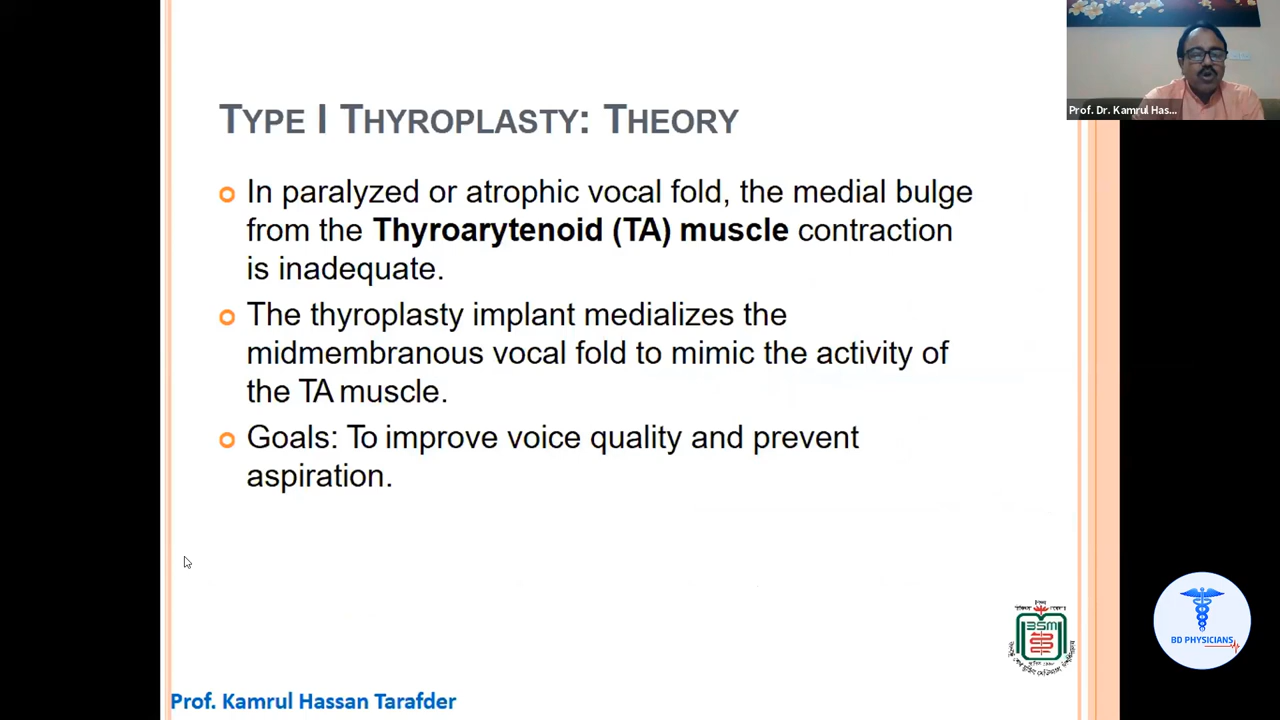 Prof. Dr. Kamrul Has...
TYPE I THYROPLASTY: THEORY
In paralyzed or atrophic vocal fold, the medial bulge
from the Thyroarytenoid (TA) muscle contraction
is inadequate.
The thyroplasty implant medializes the
midmembranous vocal fold to mimic the activity of
the TA muscle.
Goals: To improve voice quality and prevent
aspiration.
BSM
BD PHYSICIANS
Prof. Kamrul Hassan Tarafder